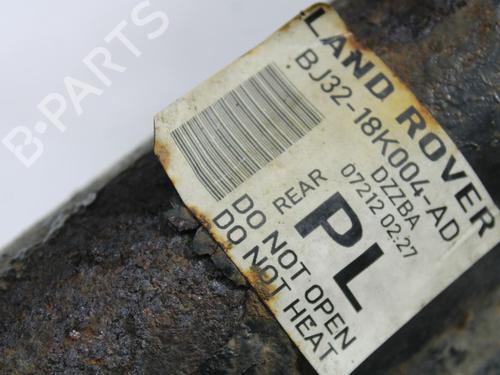 LAND ROVER
BJ32-18K004-AD
DZZBA
07212 02:27
REAR
PL
DO NOT OPEN
DO NOT HEAT
B-PARTS